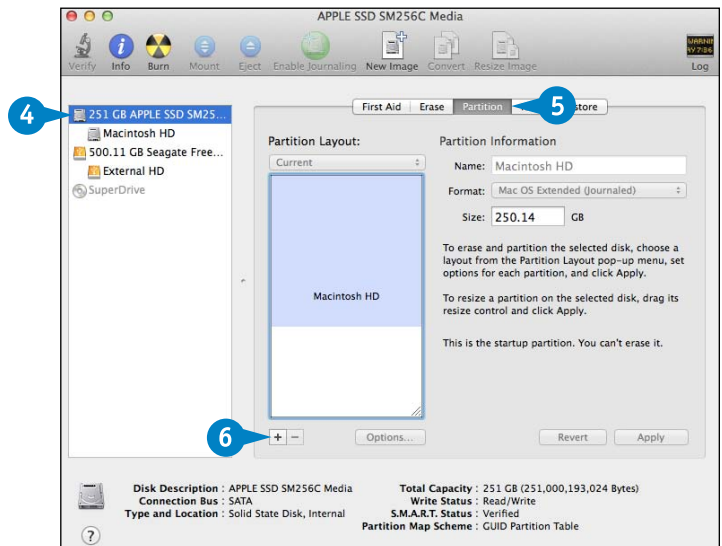 APPLE SSD SM256C Media
Verify Info Burn Mount Eject Enable Journaling New Image Convert Resize Image Log
WARNIN
4
251 GB APPLE SSD SM25...
Macintosh HD
500.11 GB Seagate Free...
External HD
SuperDrive
First Aid Erase Partition 5 store
Partition Layout:
Current
Macintosh HD
6 + − Options...
Partition Information
Name: Macintosh HD
Format: Mac OS Extended (Journaled)
Size: 250.14 GB
To erase and partition the selected disk, choose a
layout from the Partition Layout pop-up menu, set
options for each partition, and click Apply.
To resize a partition on the selected disk, drag its
resize control and click Apply.
This is the startup partition. You can't erase it.
Revert Apply
Disk Description : APPLE SSD SM256C Media
Connection Bus : SATA
Type and Location : Solid State Disk, Internal
Total Capacity : 251 GB (251,000,193,024 Bytes)
Write Status : Read/Write
S.M.A.R.T. Status : Verified
Partition Map Scheme : GUID Partition Table
?